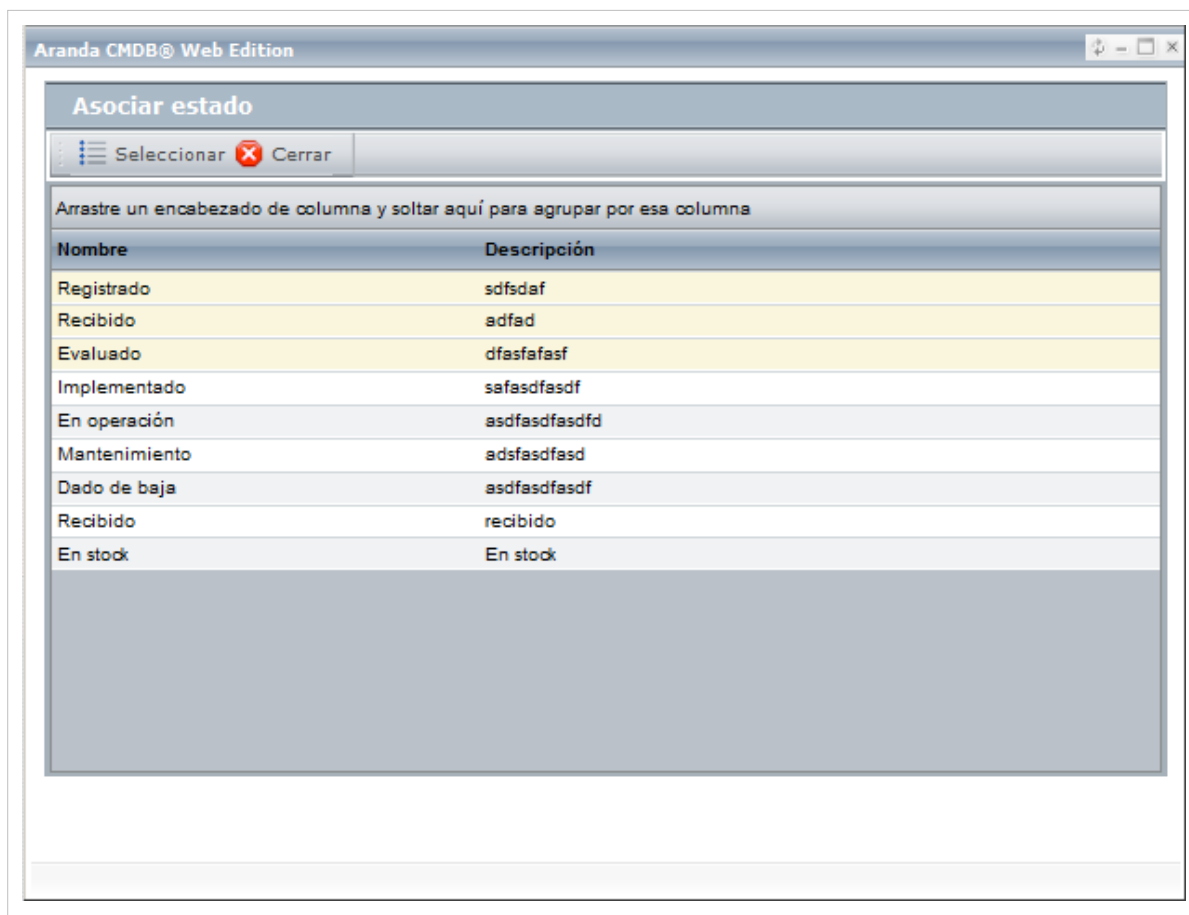 Aranda CMDB® Web Edition
Asociar estado
Seleccionar Cerrar
Arrastre un encabezado de columna y soltar aquí para agrupar por esa columna
Nombre Descripción
Registrado sdfsdaf
Recibido adfad
Evaluado dfasfafasf
Implementado safasdfasdf
En operación asdfasdfasdfd
Mantenimiento adsfasdfasd
Dado de baja asdfasdfasdf
Recibido recibido
En stock En stock